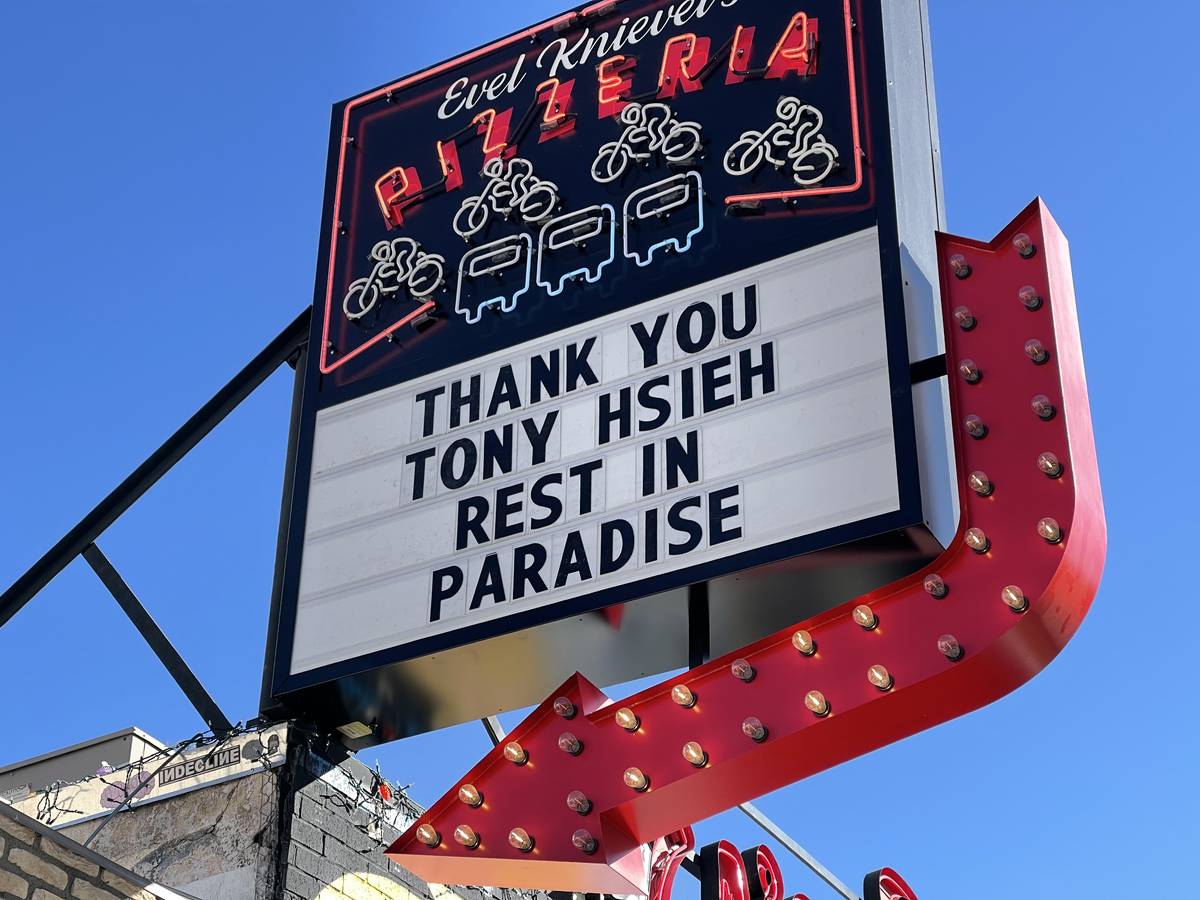 Evel Knievel's
PIZZERIA
THANK YOU
TONY HSIEH
REST IN
PARADISE
INDECLINE